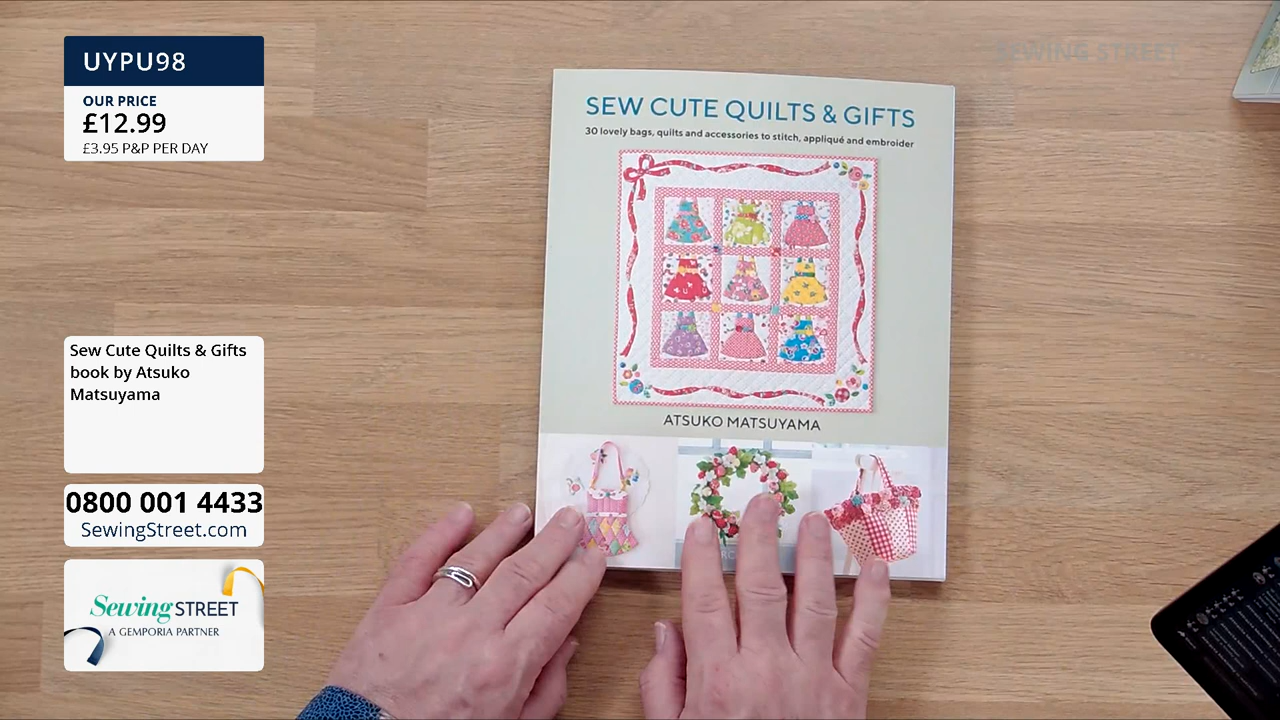 UYPU98
OUR PRICE
£12.99
£3.95 P&P PER DAY
Sew Cute Quilts & Gifts
book by Atsuko
Matsuyama
0800 001 4433
SewingStreet.com
Sewing STREET
A GEMPORIA PARTNER
SEWING STREET
SEW CUTE QUILTS & GIFTS
30 lovely bags, quilts and accessories to stitch, appliqué and embroider
ATSUKO MATSUYAMA